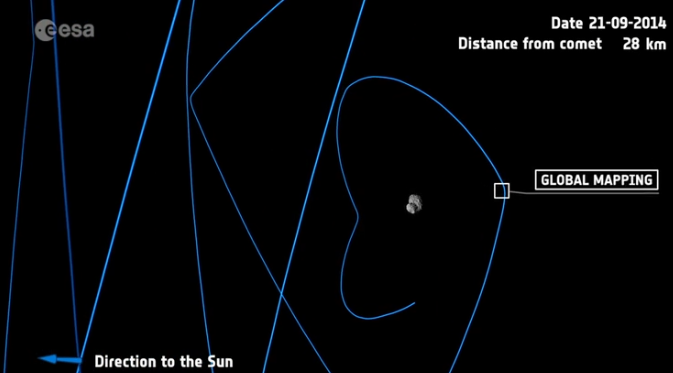 esa
Date 21-09-2014
Distance from comet 28 km
GLOBAL MAPPING
Direction to the Sun